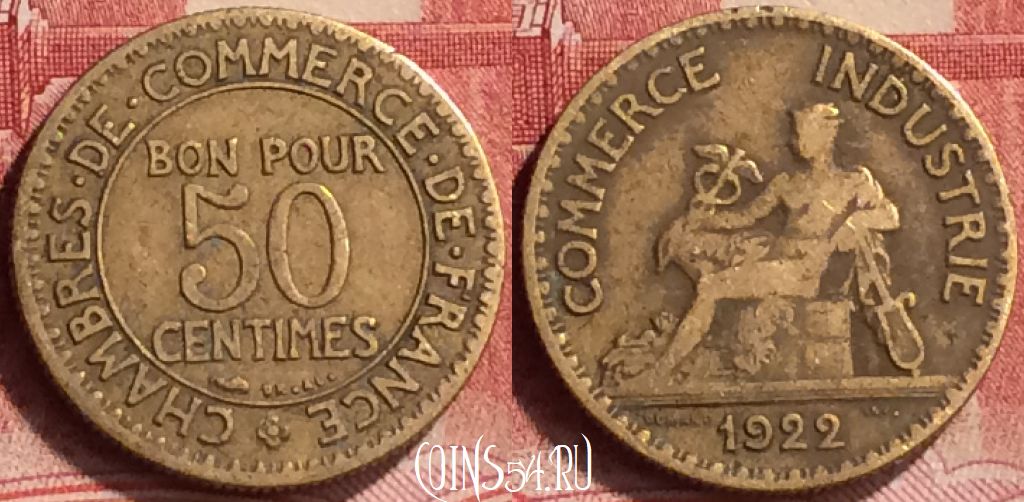 CHAMBRES · DE · COMMERCE · DE · FRANCE
BON POUR
50
CENTIMES
COMMERCE INDUSTRIE
1922
COINS54.RU